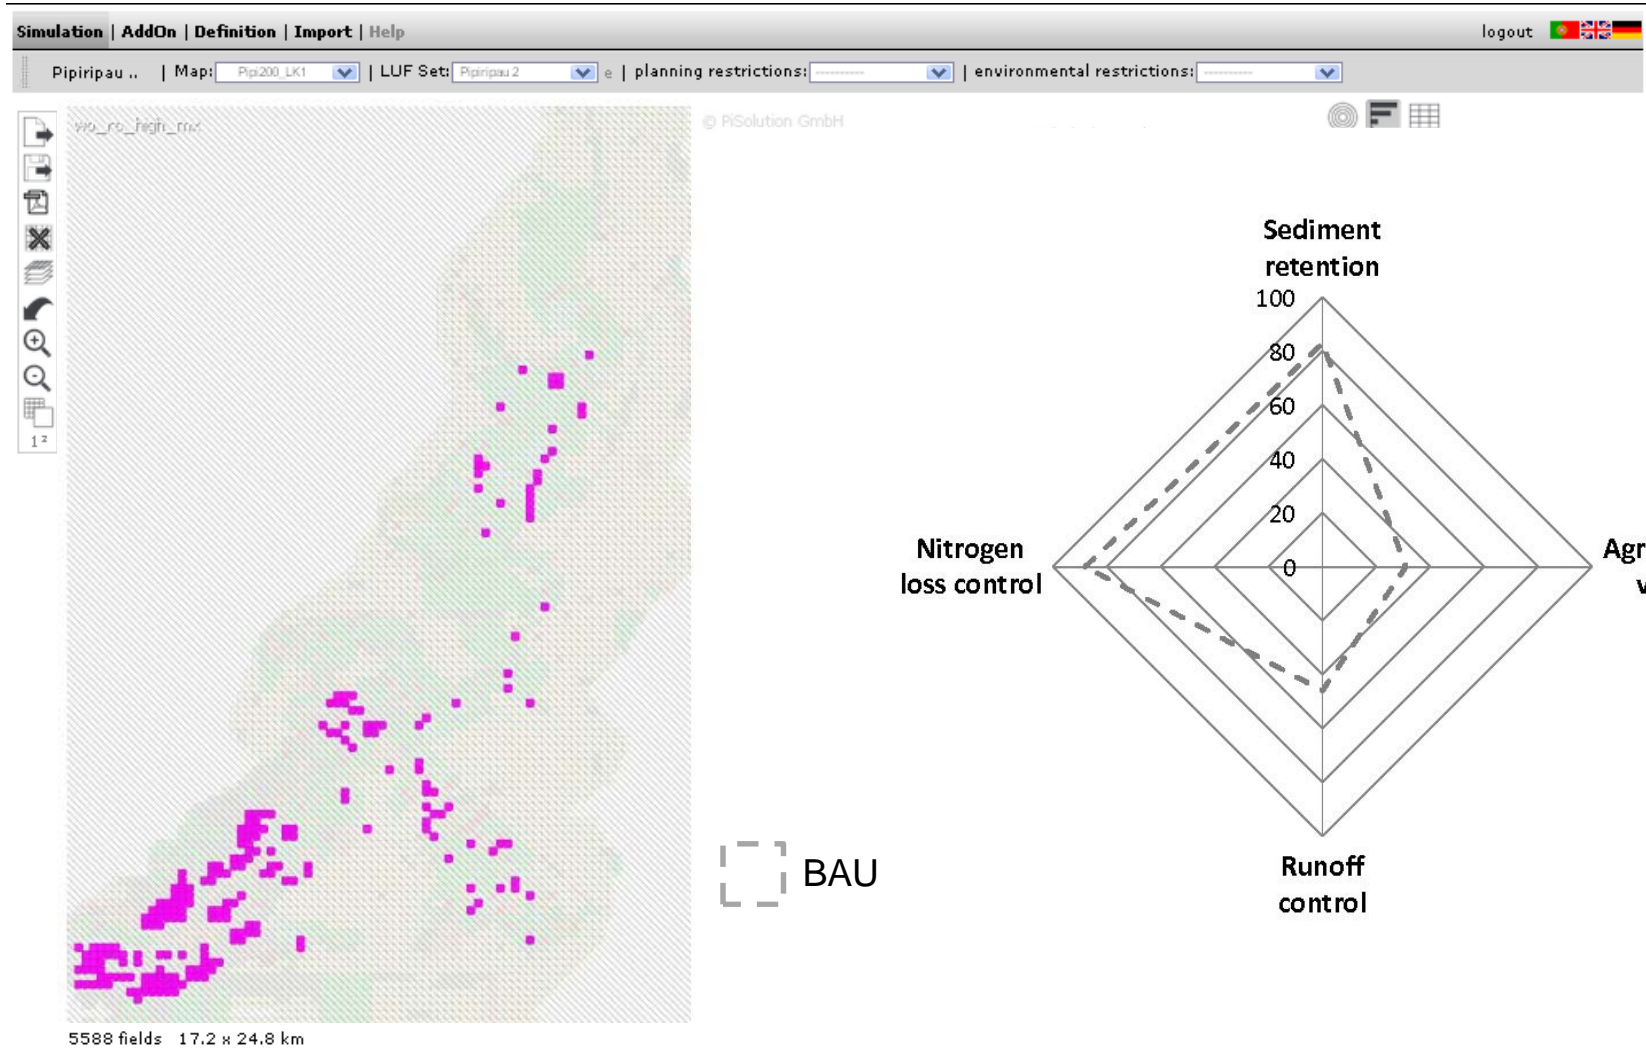 Simulation | AddOn | Definition | Import | Help
logout
Pipiripau .. | Map: Pipi200_LK1 | LUF Set: Pipiripau 2 e | planning restrictions: ---------- | environmental restrictions: ----------
© PiSolution GmbH
1 ²
Sediment
retention
100
80
60
40
20
0
Nitrogen
loss control
Agr
v
Runoff
control
BAU
5588 fields 17.2 x 24.8 km